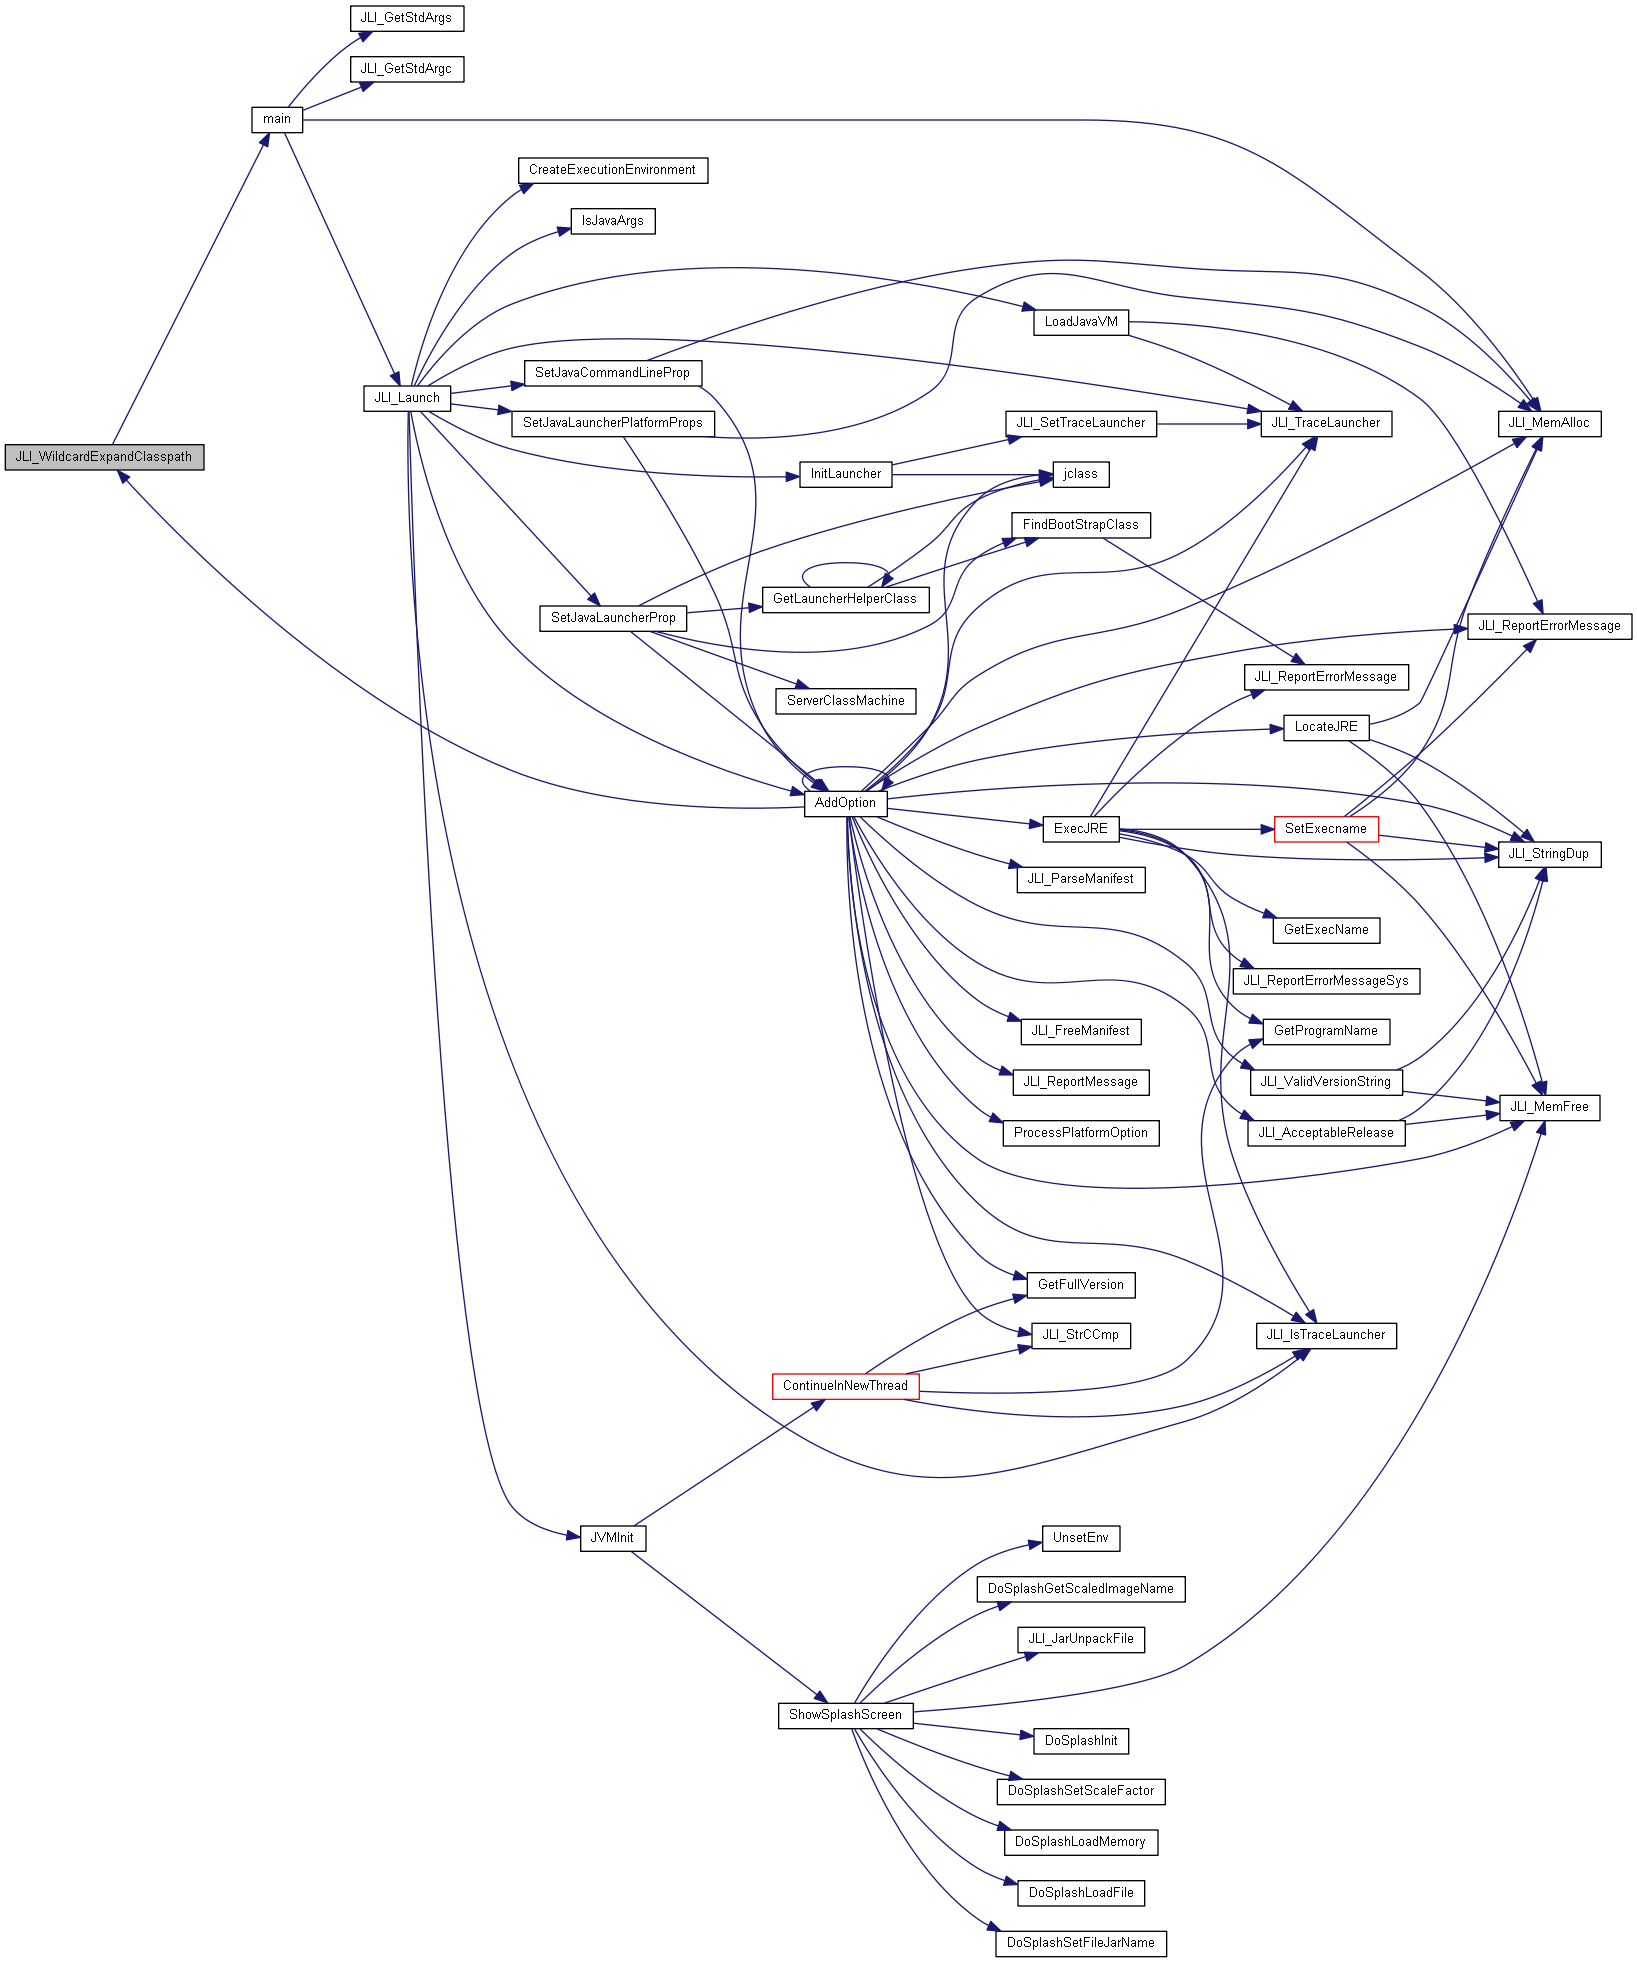 JLI_GetStdArgs
JLI_GetStdArgc
main
CreateExecutionEnvironment
IsJavaArgs
LoadJavaVM
SetJavaCommandLineProp
JLI_Launch
SetJavaLauncherPlatformProps
JLI_SetTraceLauncher
JLI_TraceLauncher
JLI_MemAlloc
JLI_WildcardExpandClasspath
InitLauncher
jclass
FindBootStrapClass
GetLauncherHelperClass
SetJavaLauncherProp
JLI_ReportErrorMessage
JLI_ReportErrorMessage
ServerClassMachine
LocateJRE
AddOption
ExecJRE
SetExecname
JLI_StringDup
JLI_ParseManifest
GetExecName
JLI_ReportErrorMessageSys
JLI_FreeManifest
GetProgramName
JLI_ReportMessage
JLI_ValidVersionString
JLI_MemFree
ProcessPlatformOption
JLI_AcceptableRelease
GetFullVersion
JLI_StrCCmp
JLI_IsTraceLauncher
ContinueInNewThread
JVMInit
UnsetEnv
DoSplashGetScaledImageName
JLI_JarUnpackFile
ShowSplashScreen
DoSplashInit
DoSplashSetScaleFactor
DoSplashLoadMemory
DoSplashLoadFile
DoSplashSetFileJarName